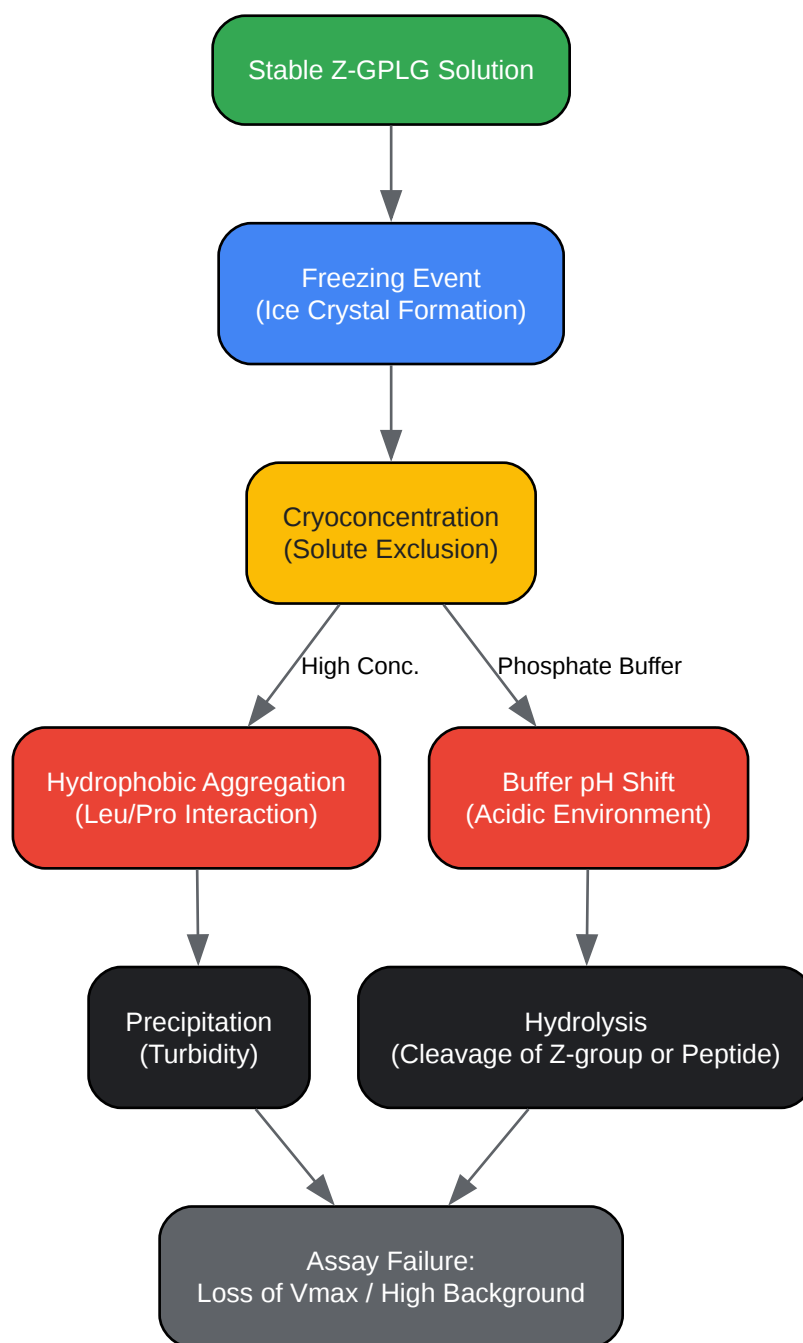 Stable Z-GPLG Solution
Freezing Event
(Ice Crystal Formation)
Cryoconcentration
(Solute Exclusion)
High Conc.
Phosphate Buffer
Hydrophobic Aggregation
(Leu/Pro Interaction)
Buffer pH Shift
(Acidic Environment)
Precipitation
(Turbidity)
Hydrolysis
(Cleavage of Z-group or Peptide)
Assay Failure:
Loss of Vmax / High Background